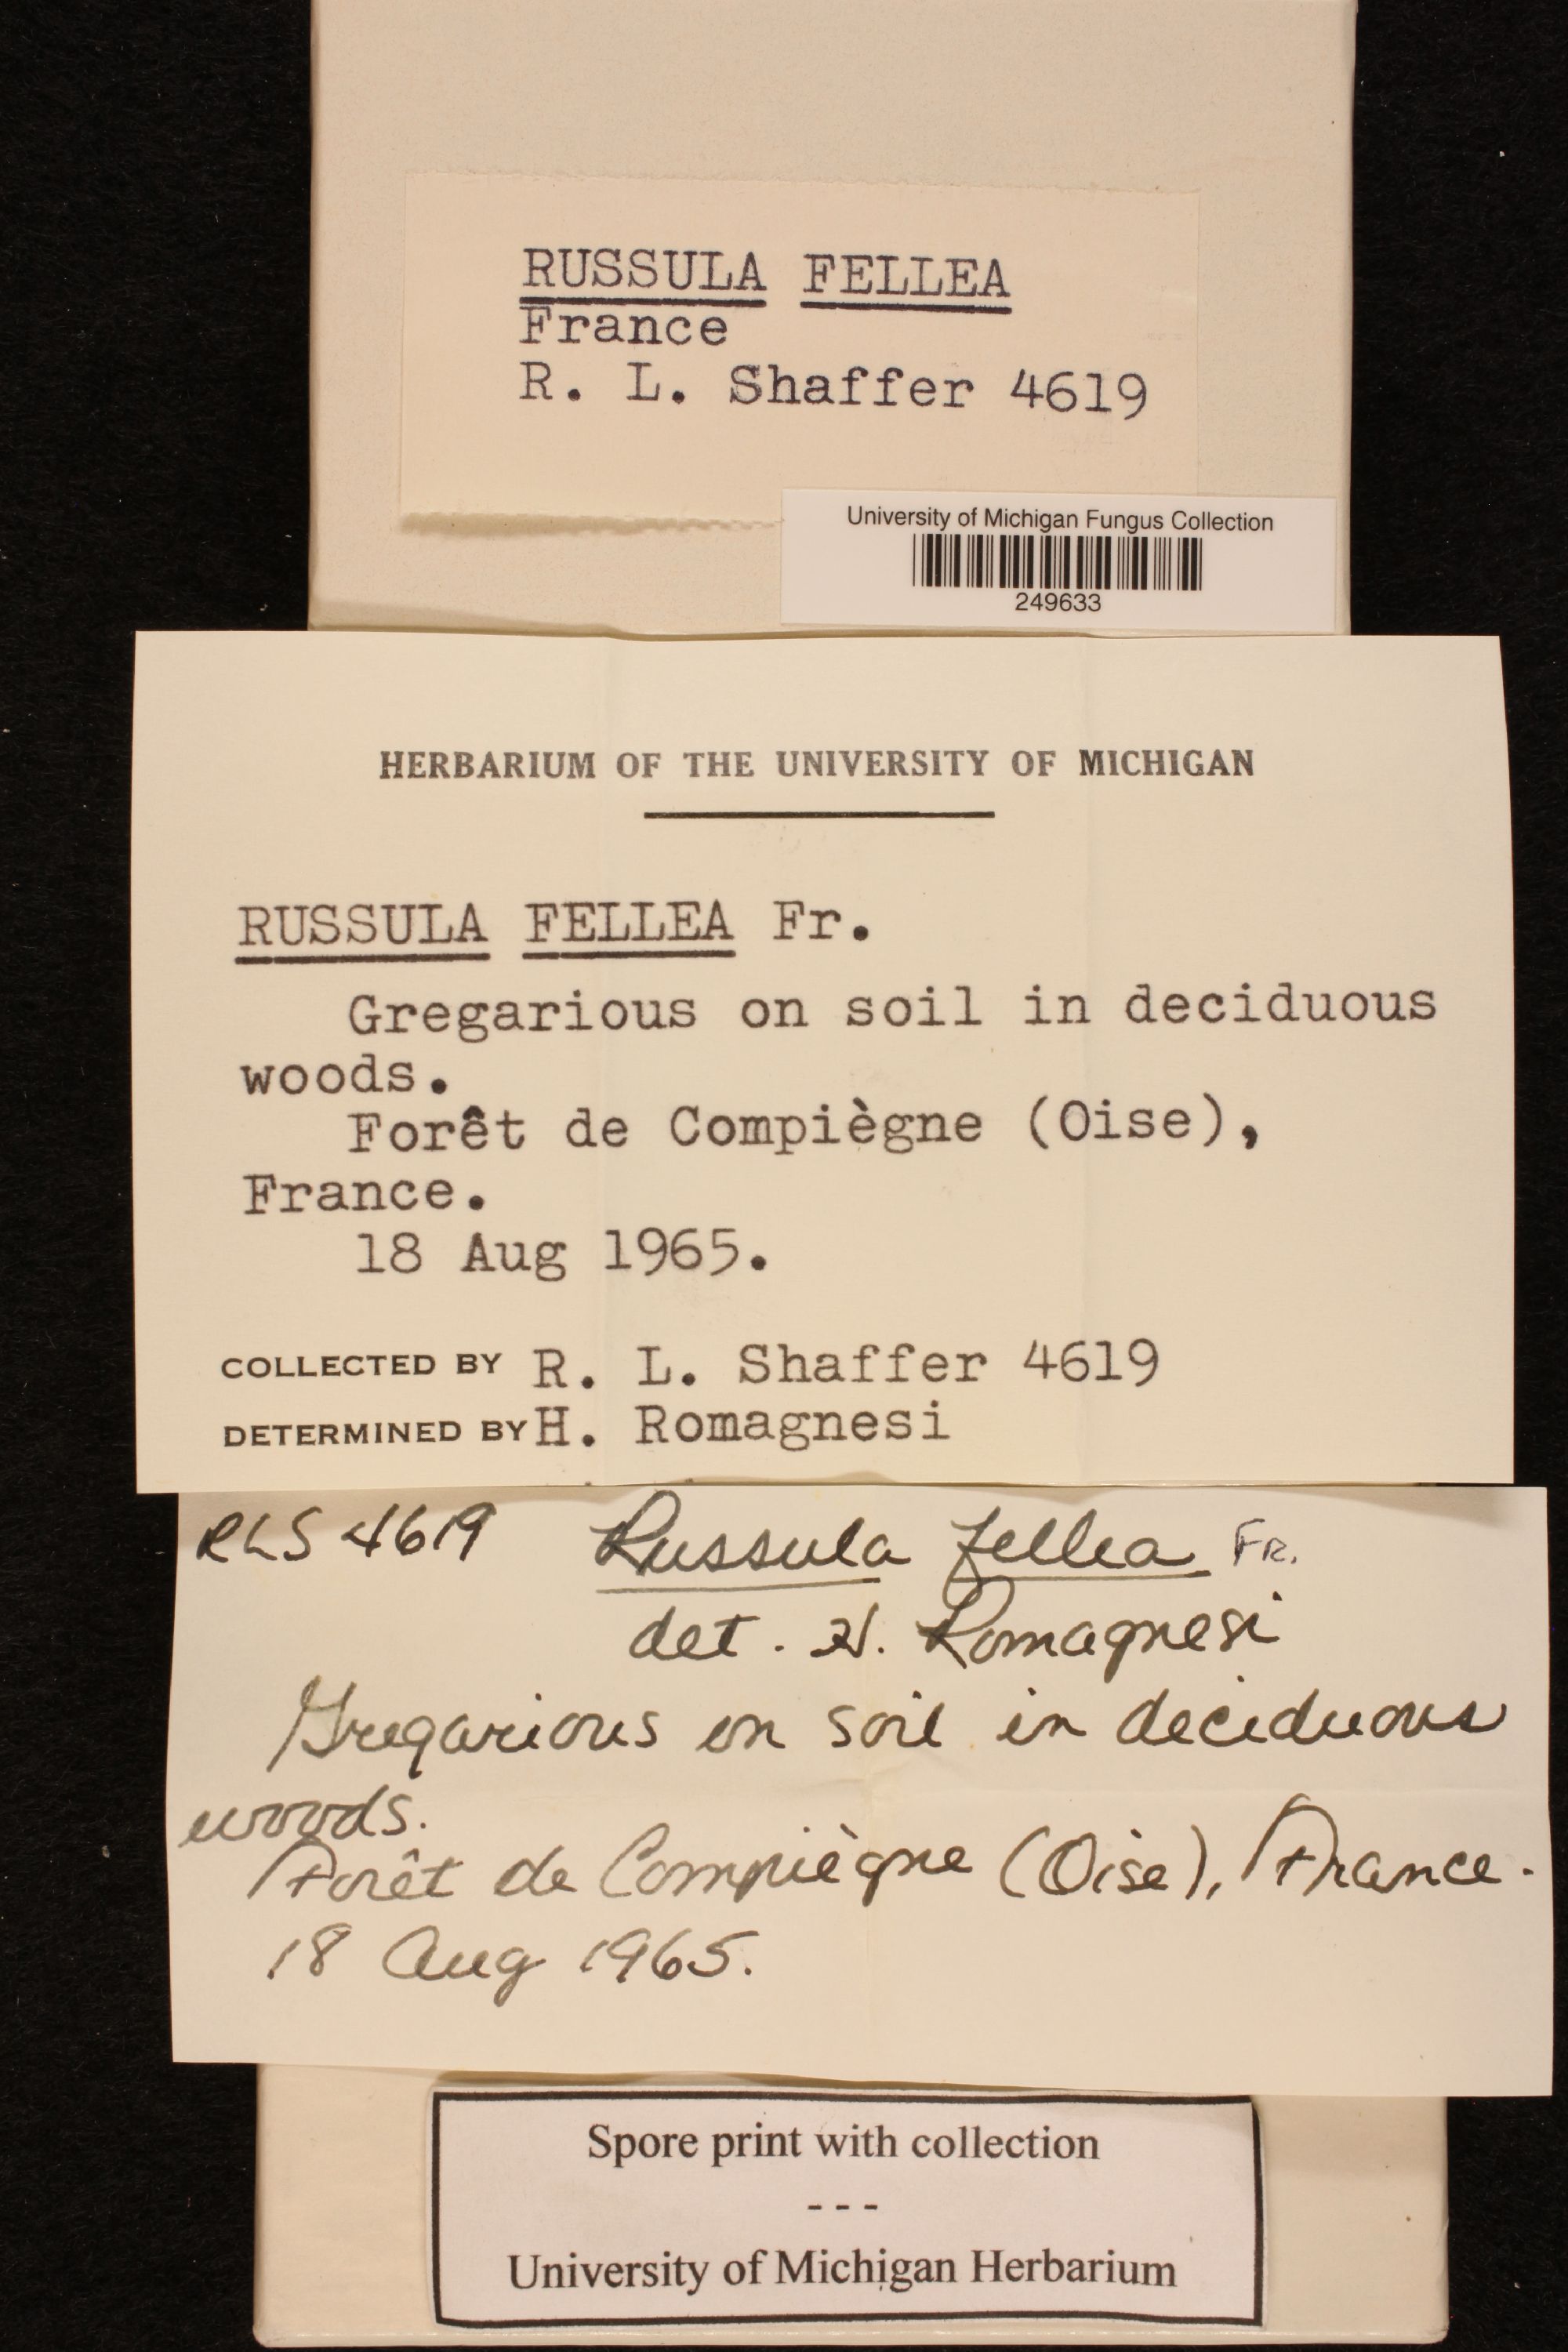 RUSSULA FELLEA
France
R. L. Shaffer 4619
University of Michigan Fungus Collection
249633
HERBARIUM OF THE UNIVERSITY OF MICHIGAN
RUSSULA FELLEA Fr.
Gregarious on soil in deciduous
woods.
Forêt de Compiègne (Oise),
France.
18 Aug 1965.
COLLECTED BY R. L. Shaffer 4619
DETERMINED BY H. Romagnesi
RLS 4619 Russula fellea FR.
det. H. Romagnesi
Gregarious on soil in deciduous
woods.
Forêt de Compiègne (Oise), France.
18 Aug 1965.
Spore print with collection
---
University of Michigan Herbarium